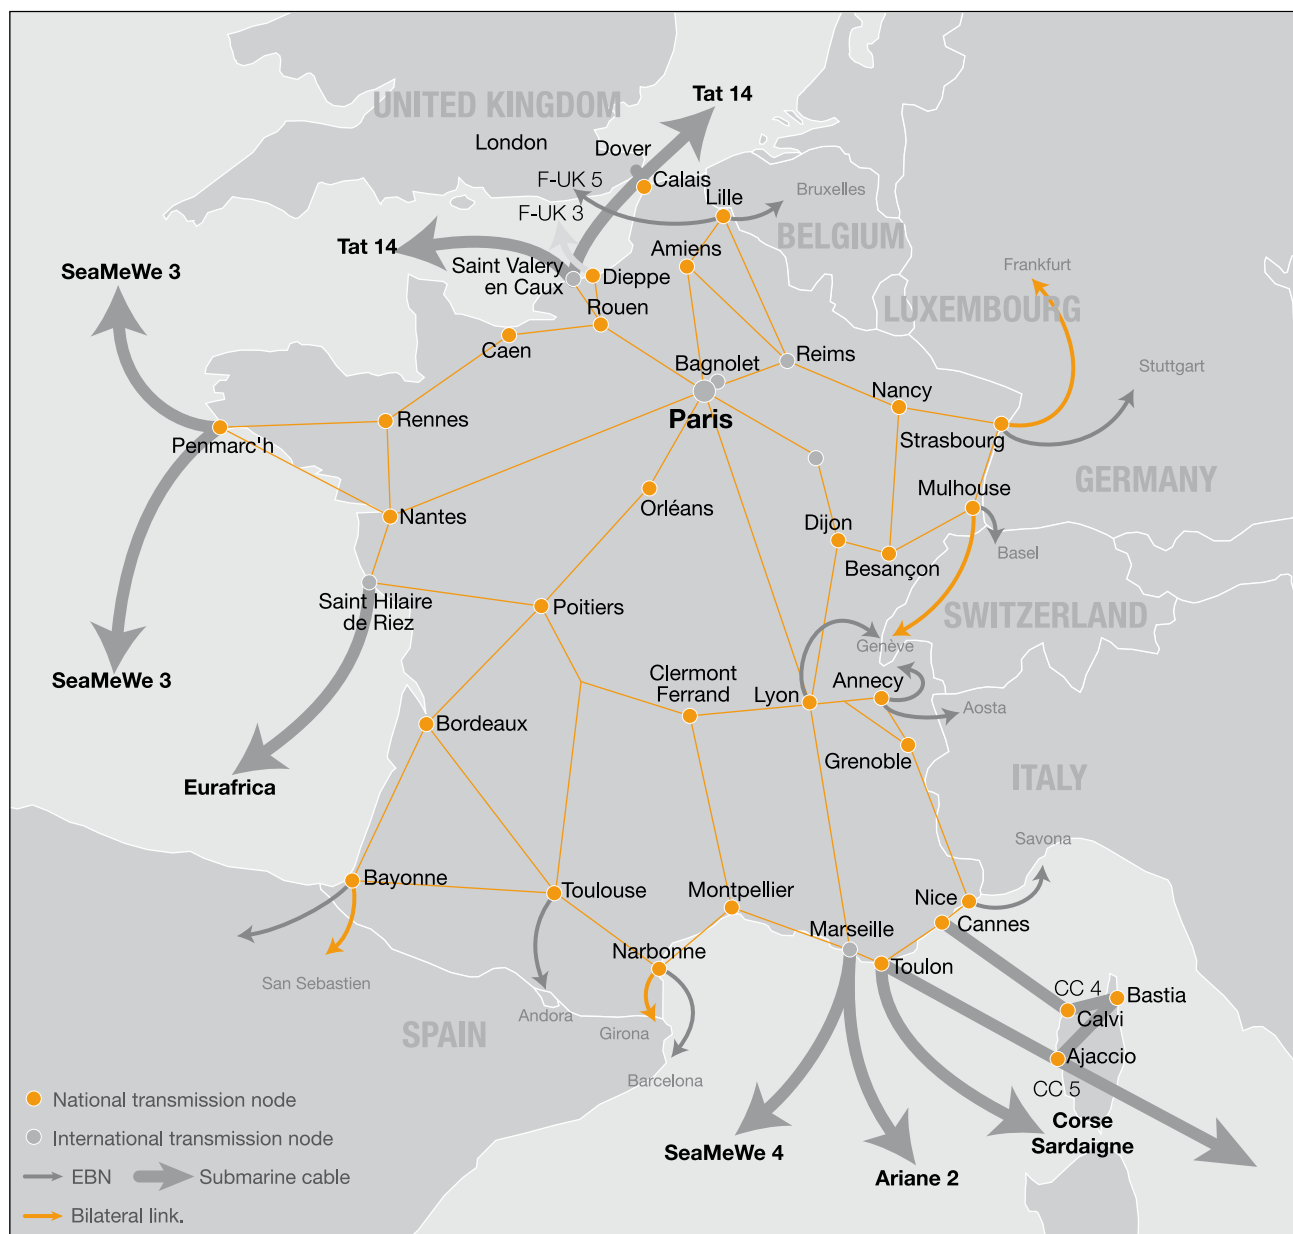 Tat 14
UNITED KINGDOM
London
Dover
F-UK 5
Calais
Bruxelles
Lille
F-UK 3
BELGIUM
Tat 14
Amiens
SeaMeWe 3
Saint Valery
en Caux
Dieppe
Frankfurt
LUXEMBOURG
Rouen
Caen
Bagnolet
Reims
Stuttgart
Nancy
Paris
Rennes
Strasbourg
Penmarc'h
GERMANY
Mulhouse
Orléans
Nantes
Dijon
Basel
Besançon
Saint Hilaire
de Riez
Poitiers
SWITZERLAND
Genève
SeaMeWe 3
Clermont
Ferrand
Lyon
Annecy
Aosta
Bordeaux
Grenoble
Eurafrica
ITALY
Savona
Bayonne
Toulouse
Montpellier
Nice
Cannes
Marseille
Narbonne
Toulon
San Sebastien
CC 4
Bastia
Andora
Calvi
Girona
SPAIN
Ajaccio
Barcelona
CC 5
National transmission node
Corse
Sardaigne
International transmission node
SeaMeWe 4
EBN
Submarine cable
Ariane 2
Bilateral link.